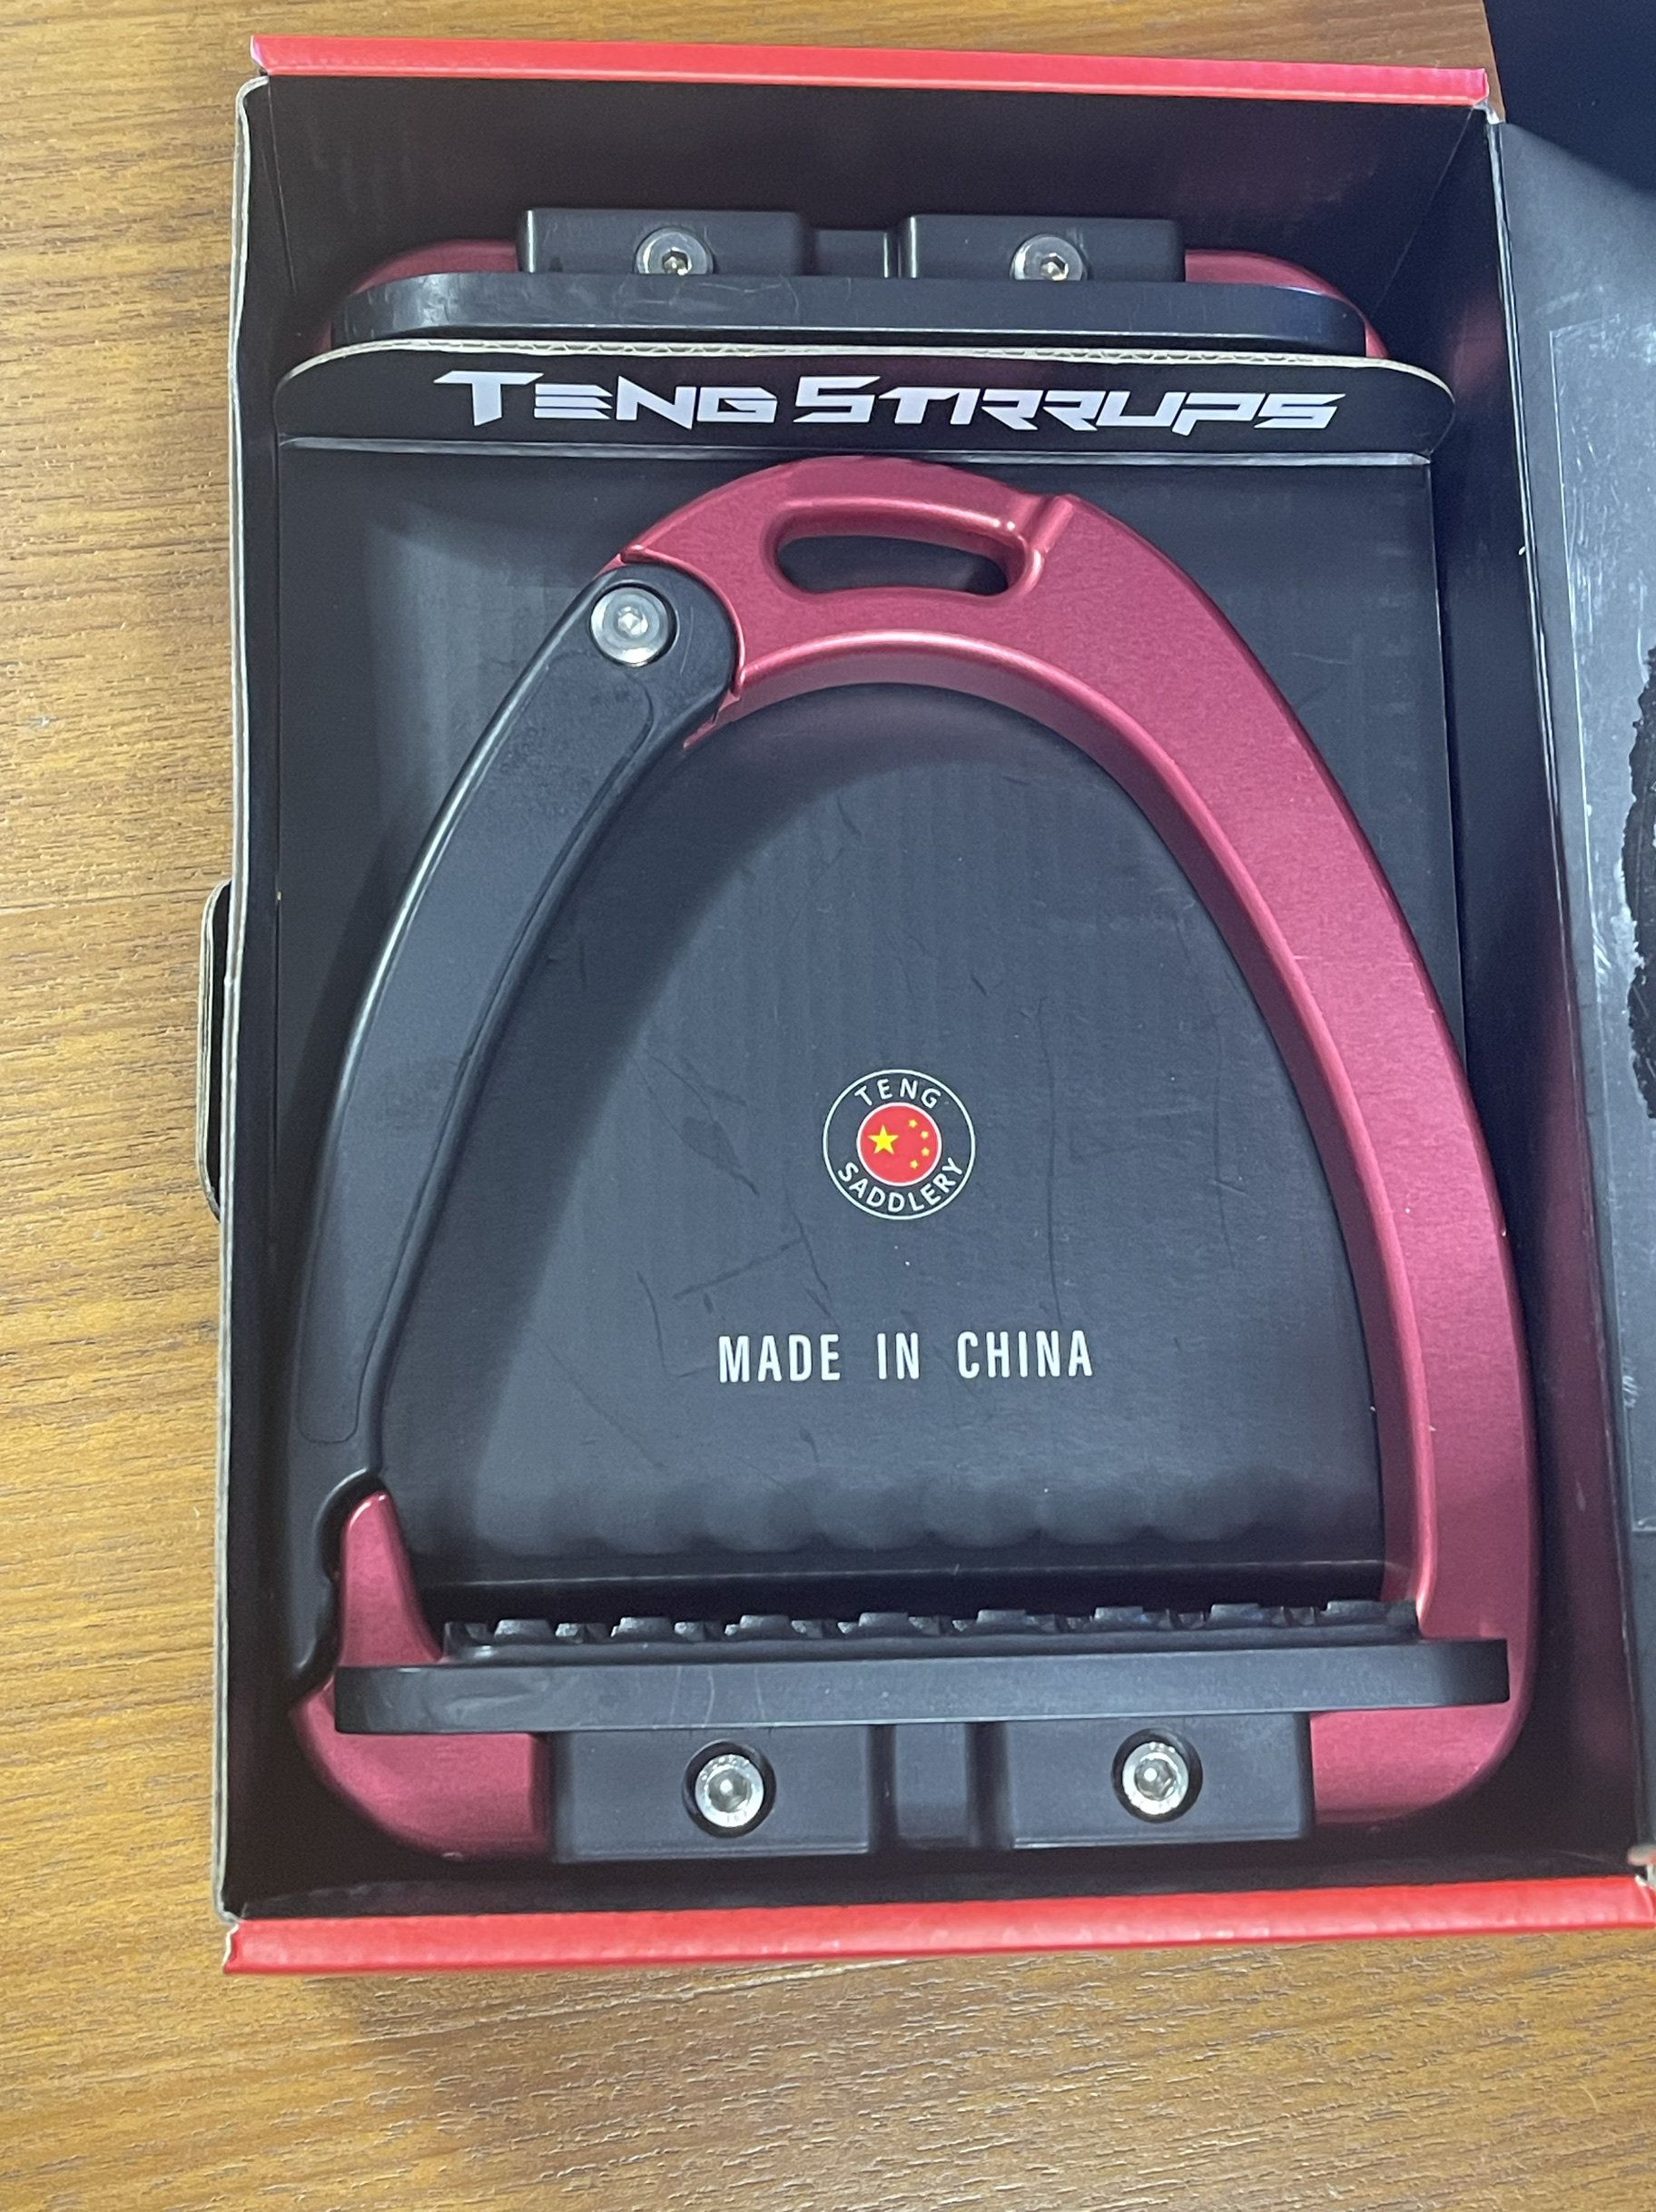 TENG STIRRUPS
TENG
SADDLERY
MADE IN CHINA